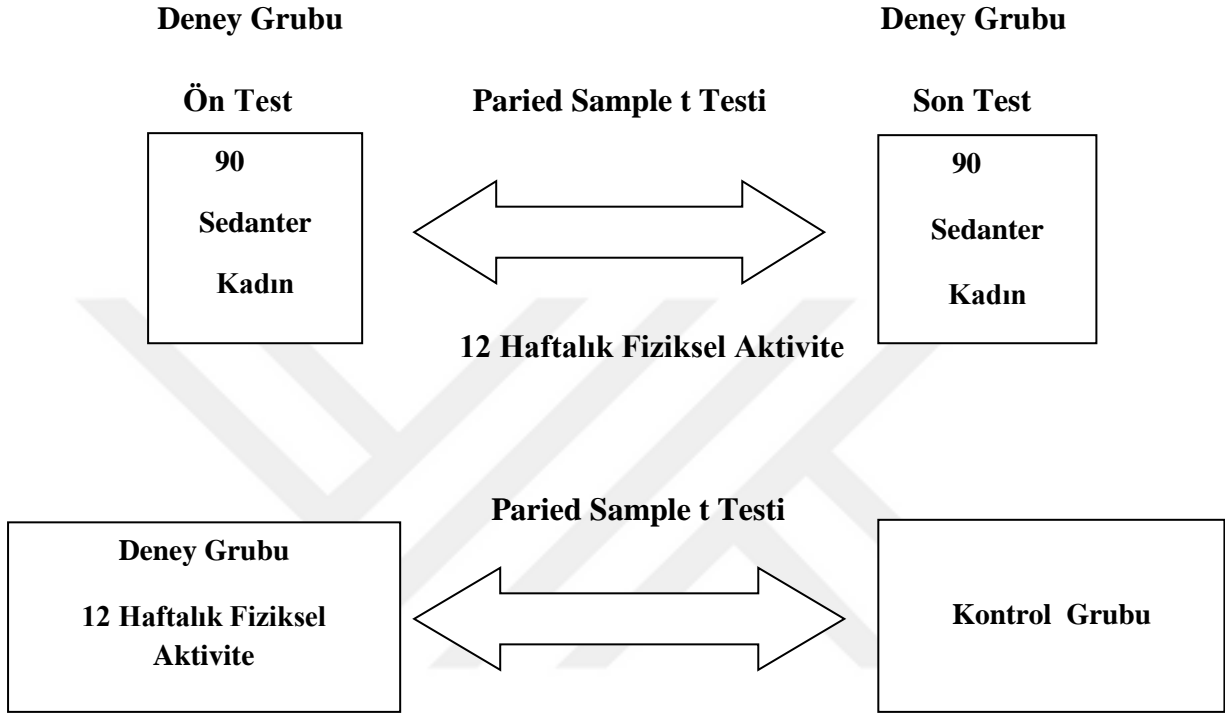 Deney Grubu
Deney Grubu
Ön Test
Paried Sample t Testi
Son Test
90
Sedanter
Kadın
90
Sedanter
Kadın
12 Haftalık Fiziksel Aktivite
Paried Sample t Testi
Deney Grubu
12 Haftalık Fiziksel
Aktivite
Kontrol Grubu